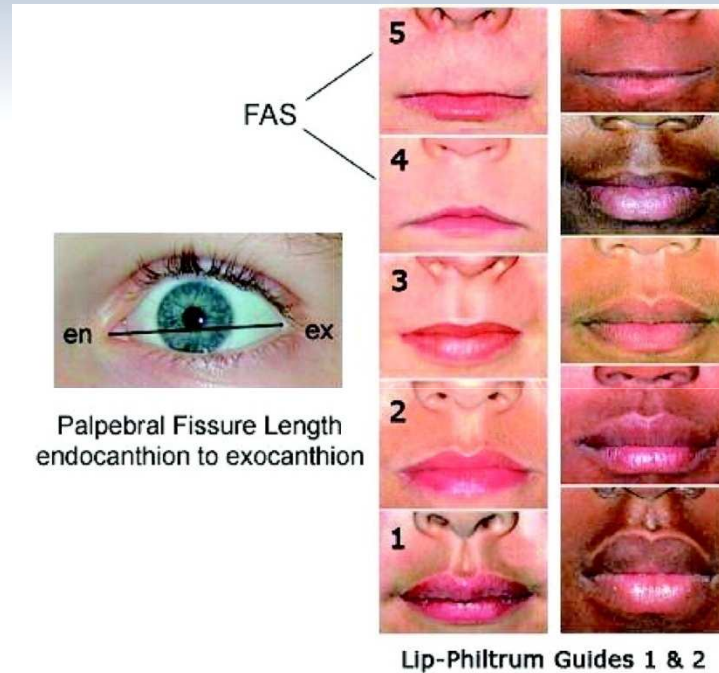 FAS
5
4
3
2
1
en
ex
Palpebral Fissure Length
endocanthion to exocanthion
Lip-Philtrum Guides 1 & 2